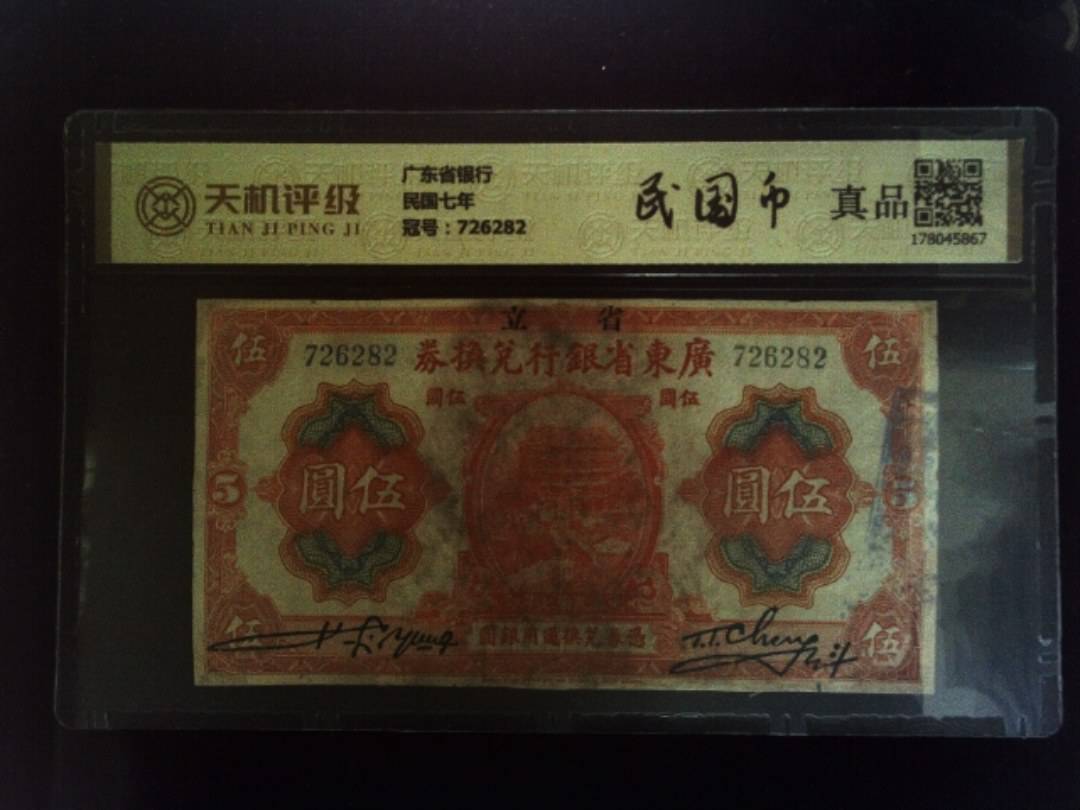 天机评级
TIAN JI PING JI
广东省银行
民国七年
冠号：726282
民国币
真品
178045867
立 省
伍 726282 券換兌行銀省東廣 726282 伍
圓伍 圓伍
圓伍 圓伍
5 5
伍 伍
T.T. Cheng